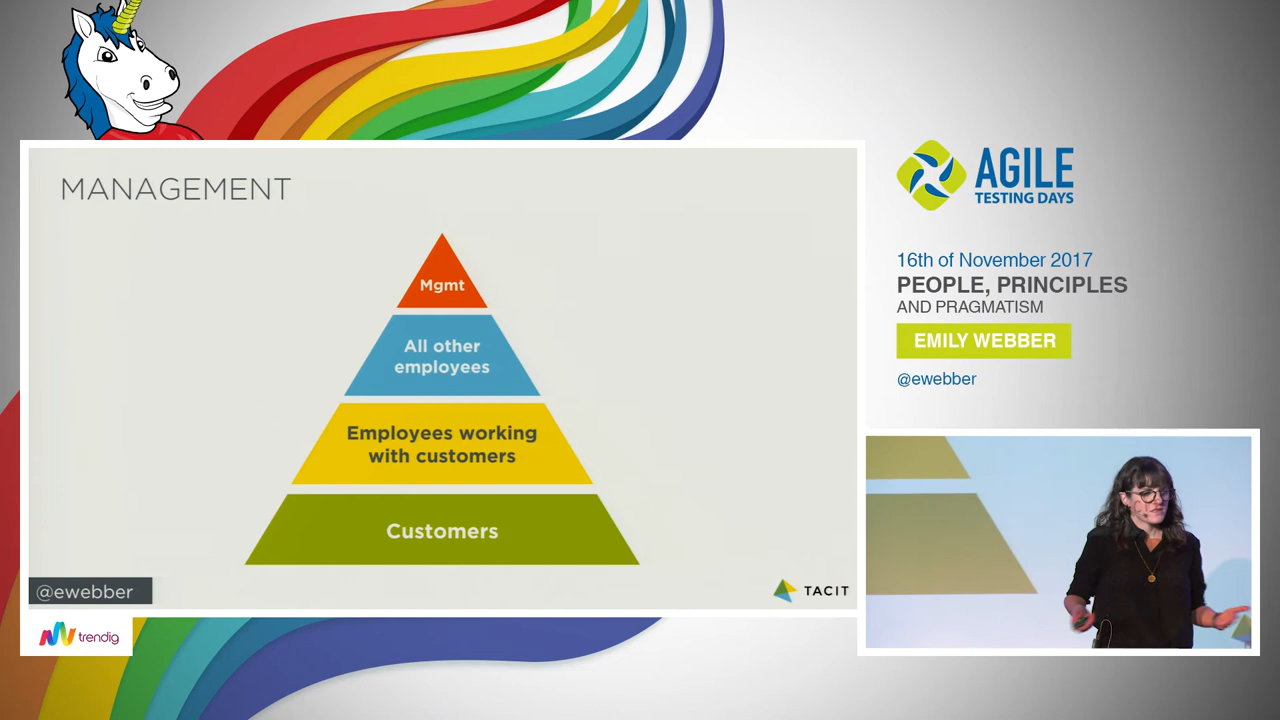 MANAGEMENT
Mgmt
All other
employees
Employees working
with customers
Customers
@ewebber
TACIT
trendig
AGILE
TESTING DAYS
16th of November 2017
PEOPLE, PRINCIPLES
AND PRAGMATISM
EMILY WEBBER
@ewebber